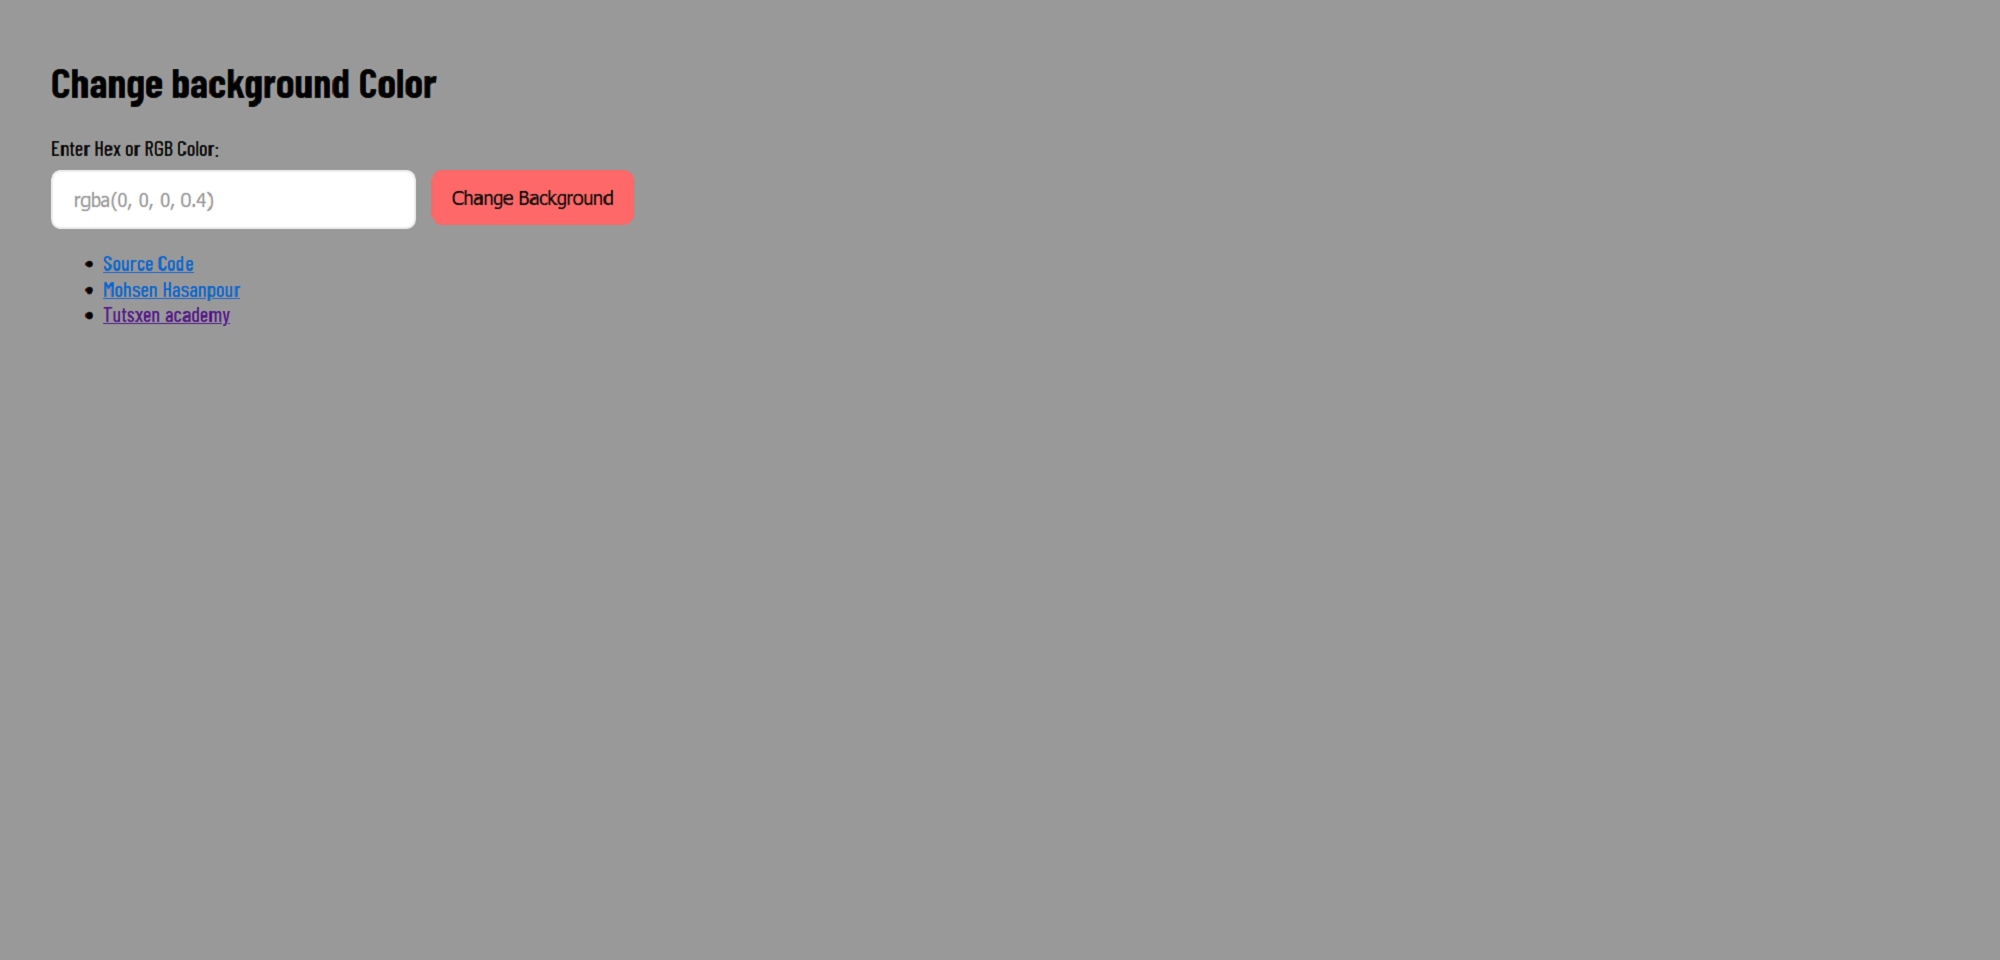 Change background Color
Enter Hex or RGB Color:
rgba(0, 0, 0, 0.4)
Change Background
Source Code
Mohsen Hasanpour
Tutsxen academy